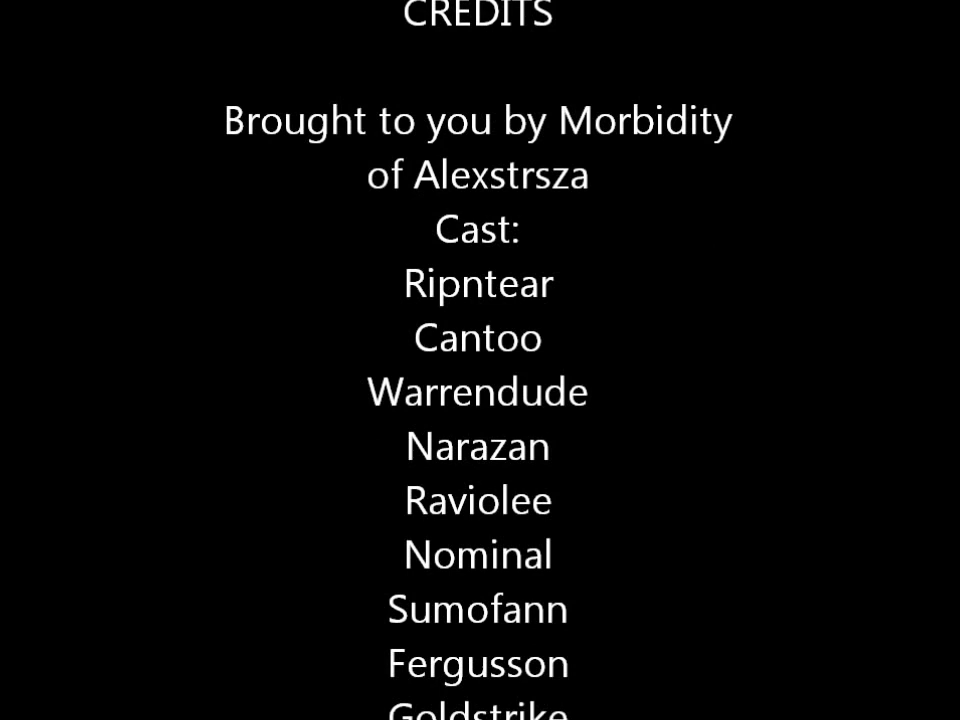 CREDITS
Brought to you by Morbidity
of Alexstrsza
Cast:
Ripntear
Cantoo
Warrendude
Narazan
Raviolee
Nominal
Sumofann
Fergusson
Goldstrike